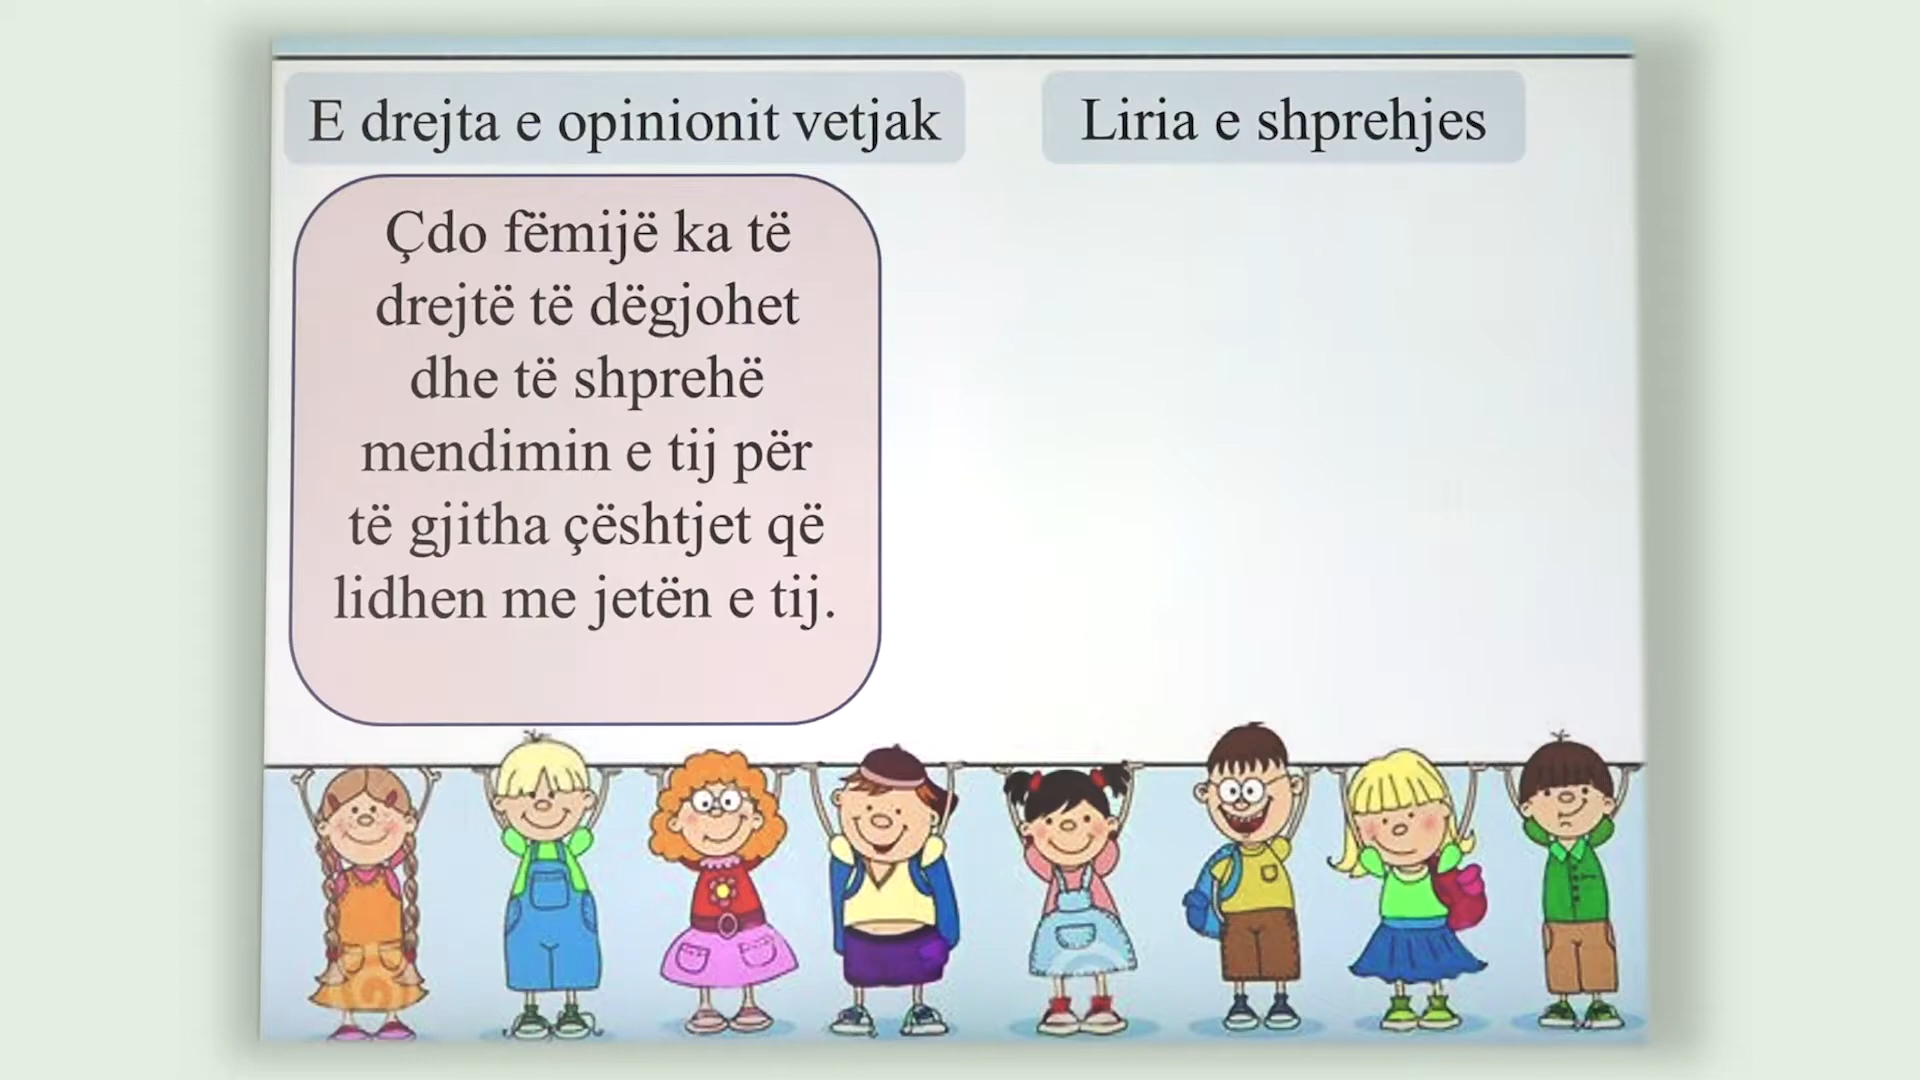 E drejta e opinionit vetjak
Liria e shprehjes
Çdo fëmijë ka të
drejtë të dëgjohet
dhe të shprehë
mendimin e tij për
të gjitha çështjet që
lidhen me jetën e tij.